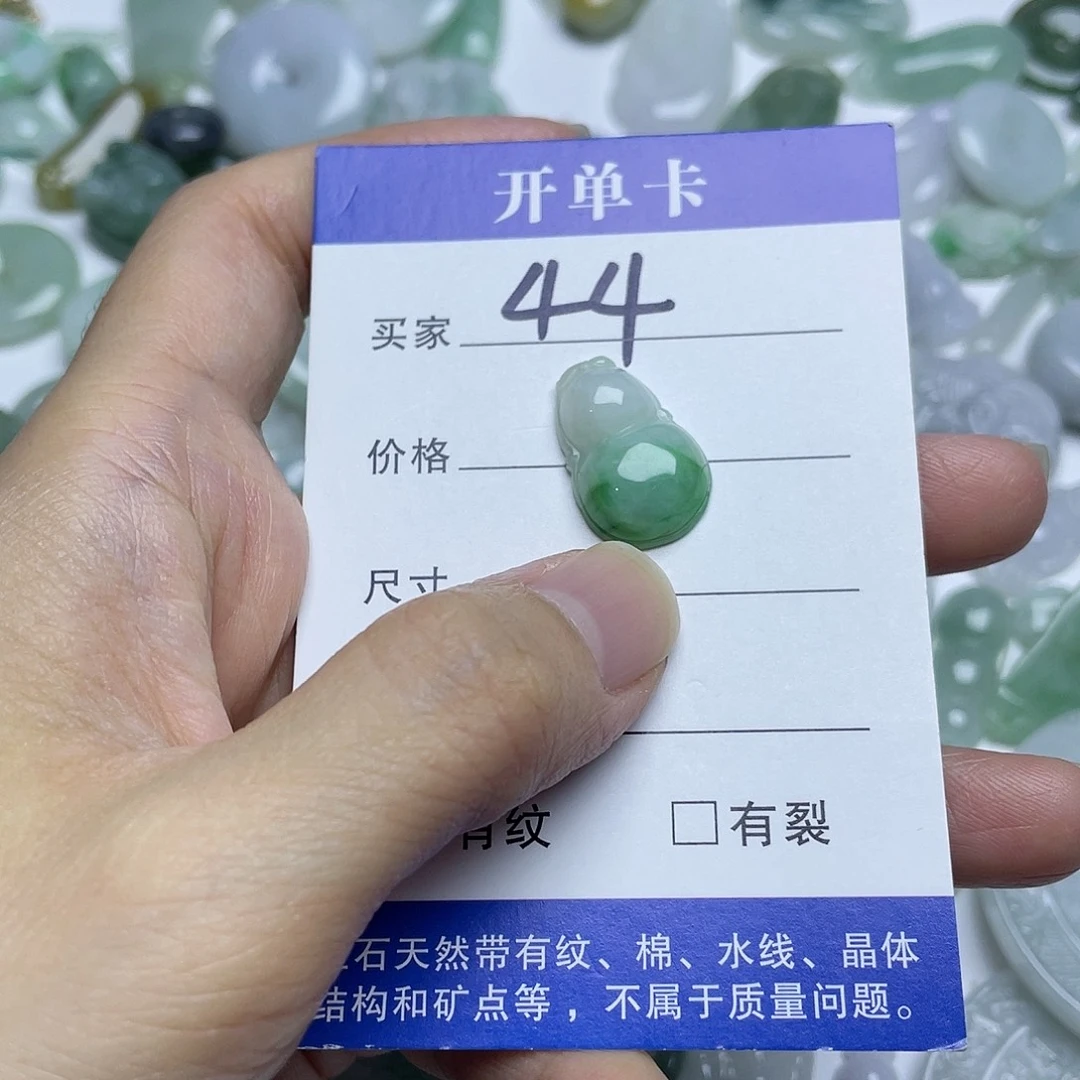 开单卡
买家 44
价格
尺寸
有纹 □有裂
石天然带有纹、棉、水线、晶体
结构和矿点等，不属于质量问题。